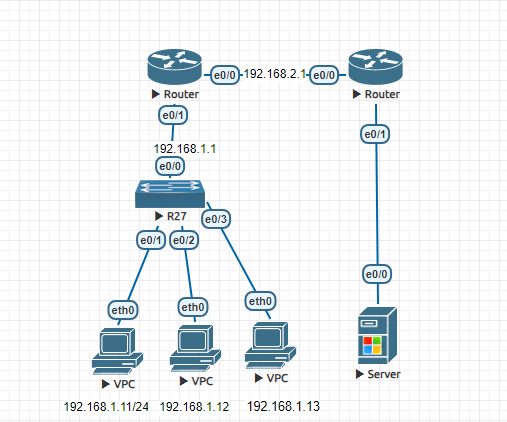 e0/0 192.168.2.1 e0/0
Router Router
e0/1 e0/1
192.168.1.1
e0/0
R27
e0/1 e0/2 e0/3
e0/0
eth0 eth0 eth0
VPC VPC VPC Server
192.168.1.11/24 192.168.1.12 192.168.1.13